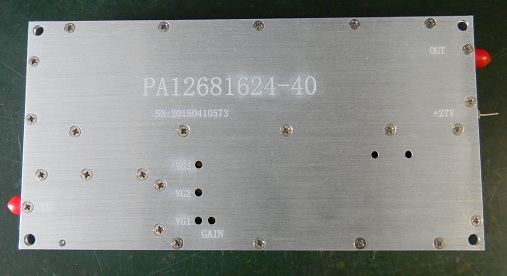 OUT
PA12681624-40
SN:20150410573
+27V
VG3
VG2
VG1
GAIN